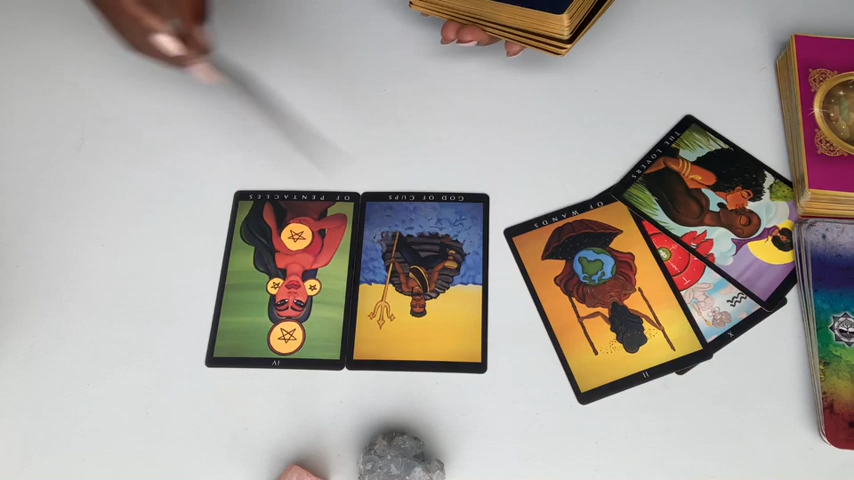 OF PENTACLES
IV
GOD OF CUPS
OF WANDS
II
THE LOVERS
X